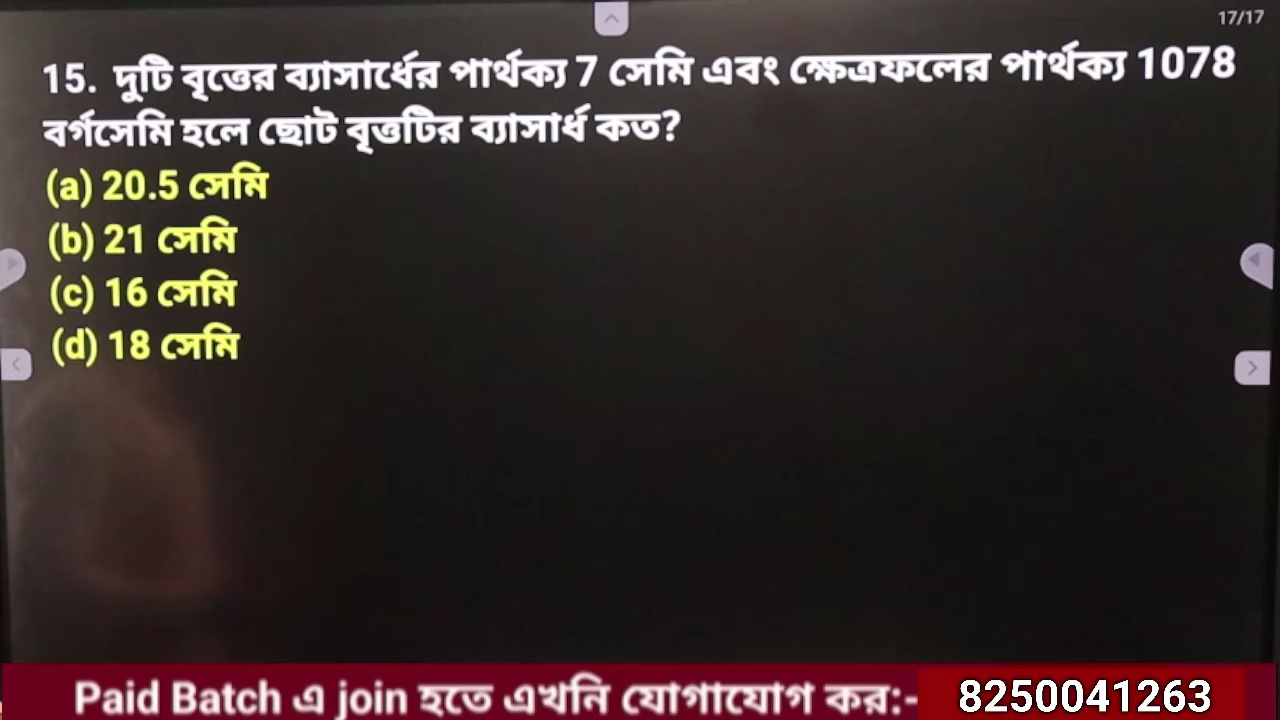 17/17
15. দুটি বৃত্তের ব্যাসার্ধের পার্থক্য 7 সেমি এবং ক্ষেত্রফলের পার্থক্য 1078
বর্গসেমি হলে ছোট বৃত্তটির ব্যাসার্ধ কত?
(a) 20.5 সেমি
(b) 21 সেমি
(c) 16 সেমি
(d) 18 সেমি
Paid Batch এ join হতে এখনি যোগাযোগ কর:- 8250041263